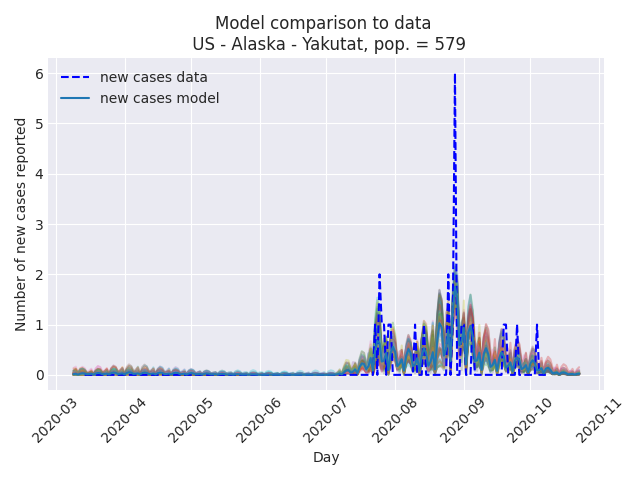 Model comparison to data
US - Alaska - Yakutat, pop. = 579
new cases data
new cases model
Number of new cases reported
6
5
4
3
2
1
0
2020-03
2020-04
2020-05
2020-06
2020-07
2020-08
2020-09
2020-10
2020-11
Day